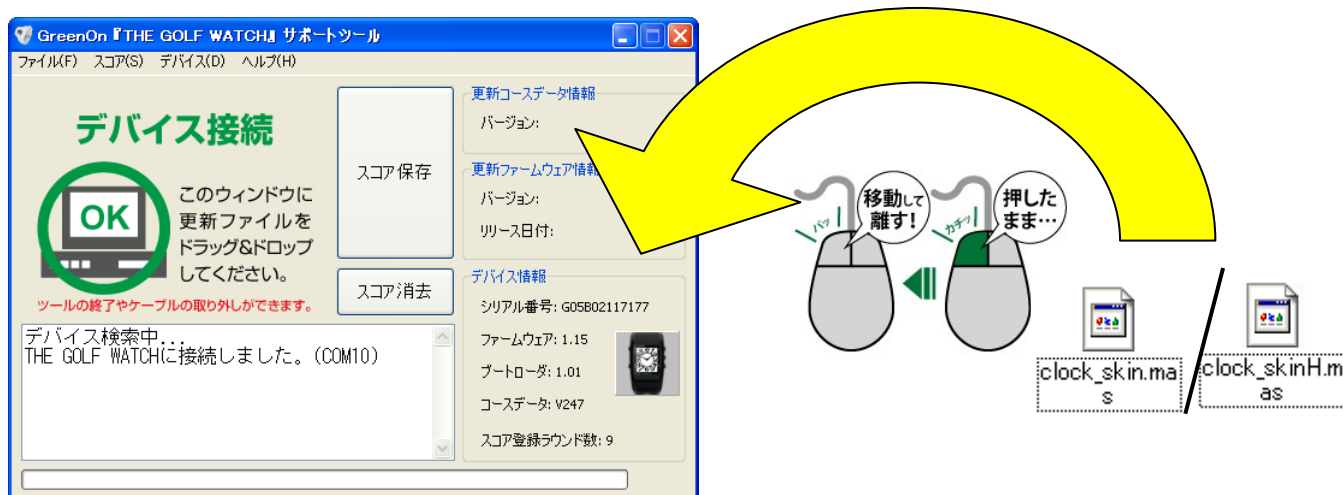 GreenOn『THE GOLF WATCH』サポートツール
ファイル(F) スコア(S) デバイス(D) ヘルプ(H)
デバイス接続
OK
このウィンドウに
更新ファイルを
ドラッグ&ドロップ
してください。
ツールの終了やケーブルの取り外しができます。
スコア保存
スコア消去
更新コースデータ情報
バージョン:
更新ファームウェア情報
バージョン:
リリース日付:
デバイス情報
シリアル番号: G05B02117177
ファームウェア: 1.15
ブートローダ: 1.01
コースデータ: V247
スコア登録ラウンド数: 9
デバイス検索中...
THE GOLF WATCHに接続しました。(COM10)
パッ
移動して
離す!
カチッ
押した
まま…
clock_skin.ma
s
clock_skinH.m
as